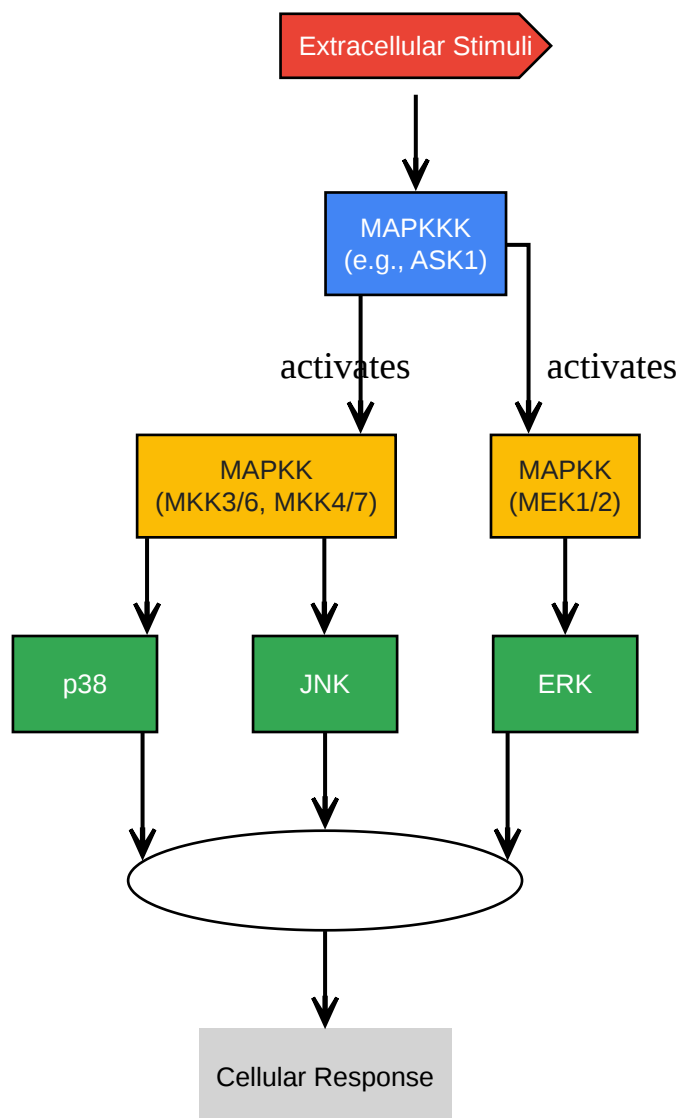 Extracellular Stimuli
MAPKKK
(e.g., ASK1)
activates
activates
MAPKK
(MKK3/6, MKK4/7)
MAPKK
(MEK1/2)
p38
JNK
ERK
Cellular Response